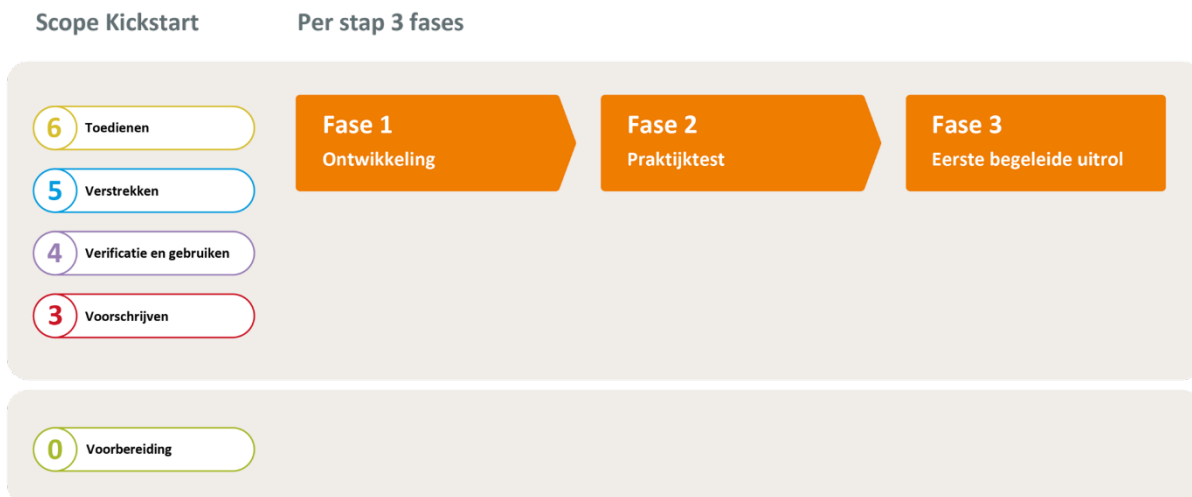 Scope Kickstart
Per stap 3 fases
6 Toedienen
5 Verstrekken
4 Verificatie en gebruiken
3 Voorschrijven
Fase 1
Ontwikkeling
Fase 2
Praktijktest
Fase 3
Eerste begeleide uitrol
0 Voorbereiding